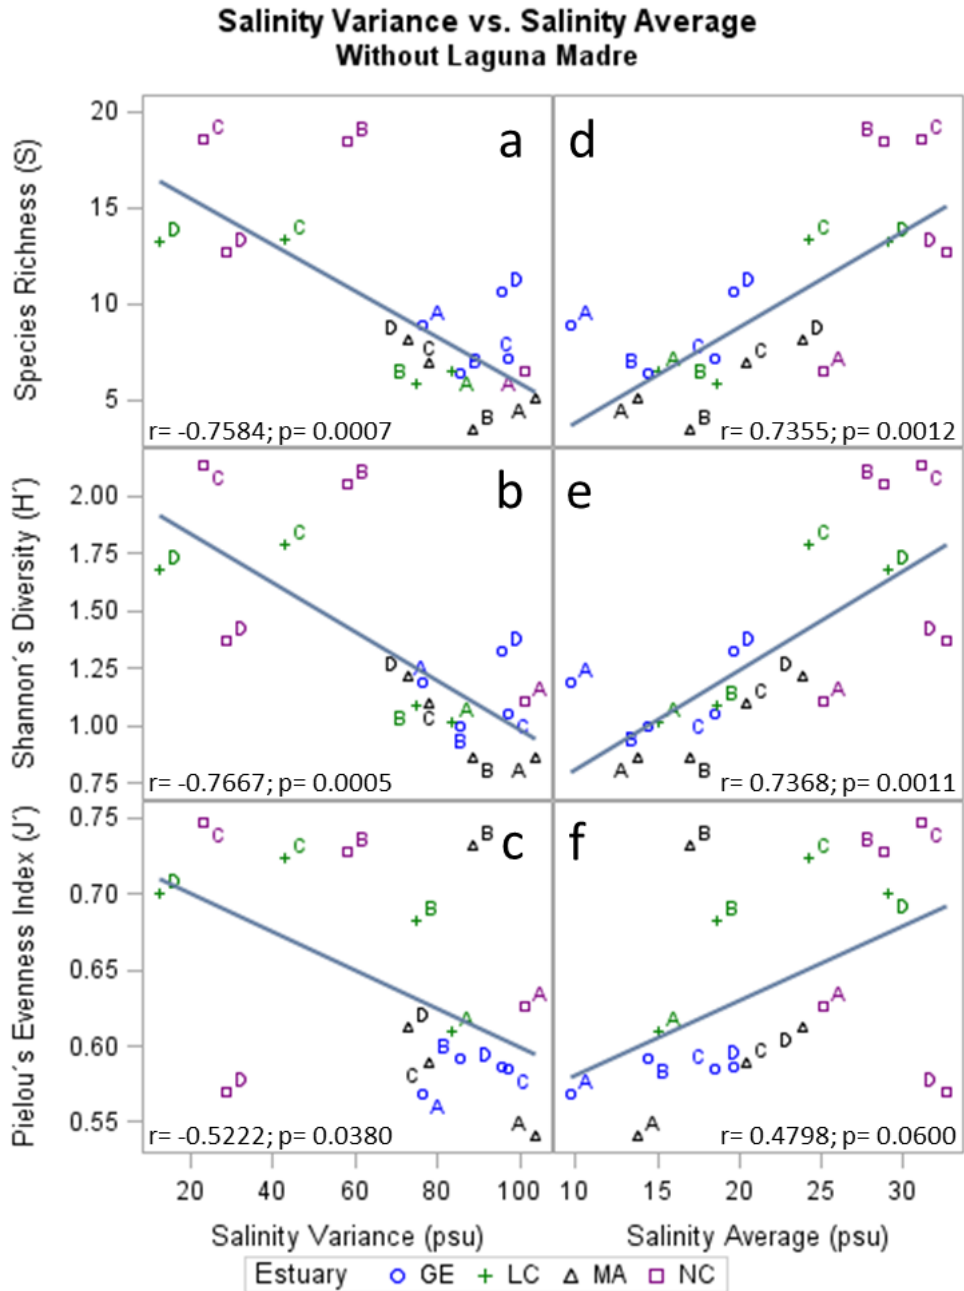 Salinity Variance vs. Salinity Average
Without Laguna Madre
Species Richness (S)
20
15
10
5
a
C
B
D
D
C
D
A
D
C
C
B
B
A
A
B
A
r= -0.7584; p= 0.0007
d
B
C
C
D
D
D
A
B
C
A
B
C
D
A
A
B
r= 0.7355; p= 0.0012
Shannon´s Diversity (H´)
2.00
1.75
1.50
1.25
1.00
0.75
b
C
B
C
D
D
D
D
A
A
A
B
C
C
B
B
A
r= -0.7667; p= 0.0005
e
B
C
C
D
D
D
A
D
B
C
A
A
B
C
A
B
r= 0.7368; p= 0.0011
Pielou´s Evenness Index (J´)
0.75
0.70
0.65
0.60
0.55
c
C
C
B
B
D
B
A
D
A
B
D
C
C
A
D
A
r= -0.5222; p= 0.0380
f
B
B
C
C
B
D
A
A
D
C
C
D
B
A
D
A
r= 0.4798; p= 0.0600
20 40 60 80 100
10 15 20 25 30
Salinity Variance (psu)
Salinity Average (psu)
Estuary GE LC MA NC